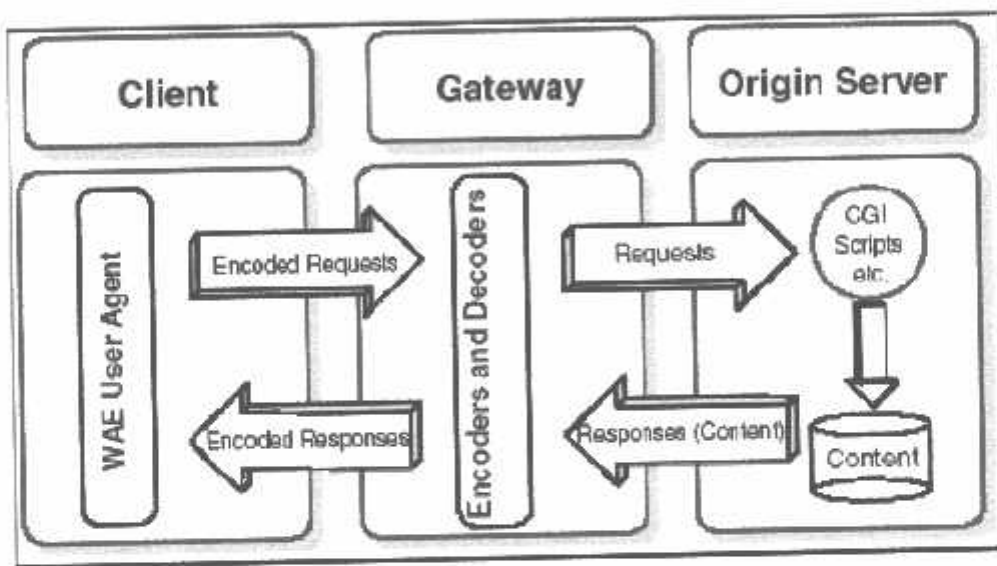 Client
Gateway
Origin Server
WAE User Agent
Encoded Requests
Encoded Responses
Encoders and Decoders
Requests
Responses (Content)
CGI
Scripts
etc.
Content